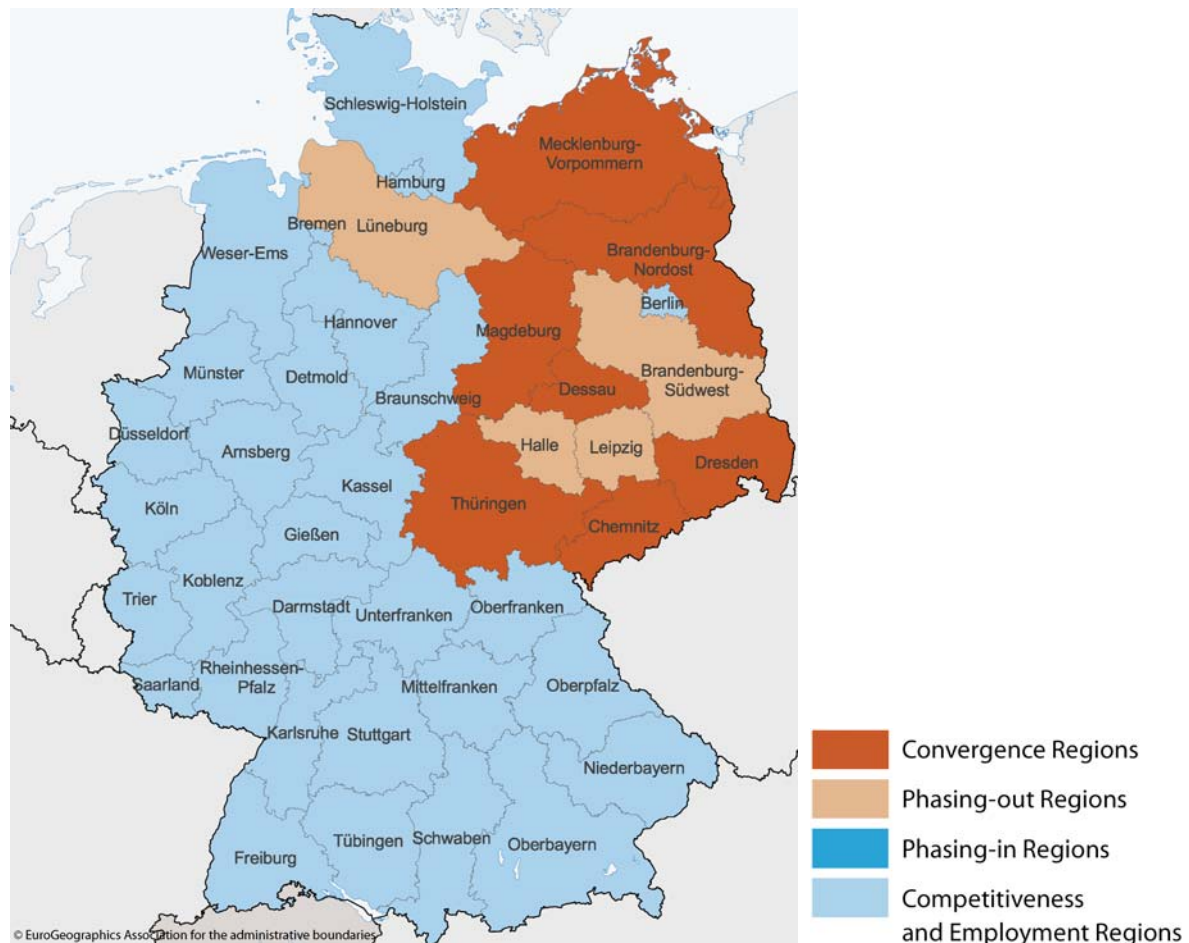 Schleswig-Holstein
Mecklenburg-
Vorpommern
Hamburg
Bremen
Lüneburg
Weser-Ems
Brandenburg-
Nordost
Berlin
Hannover
Magdeburg
Münster
Detmold
Brandenburg-
Südwest
Dessau
Braunschweig
Düsseldorf
Arnsberg
Halle
Leipzig
Dresden
Kassel
Köln
Thüringen
Chemnitz
Gießen
Koblenz
Trier
Darmstadt
Unterfranken
Oberfranken
Rheinhessen-
Pfalz
Saarland
Mittelfranken
Oberpfalz
Karlsruhe
Stuttgart
Niederbayern
Tübingen
Schwaben
Oberbayern
Freiburg
© EuroGeographics Association for the administrative boundaries
Convergence Regions
Phasing-out Regions
Phasing-in Regions
Competitiveness
and Employment Regions